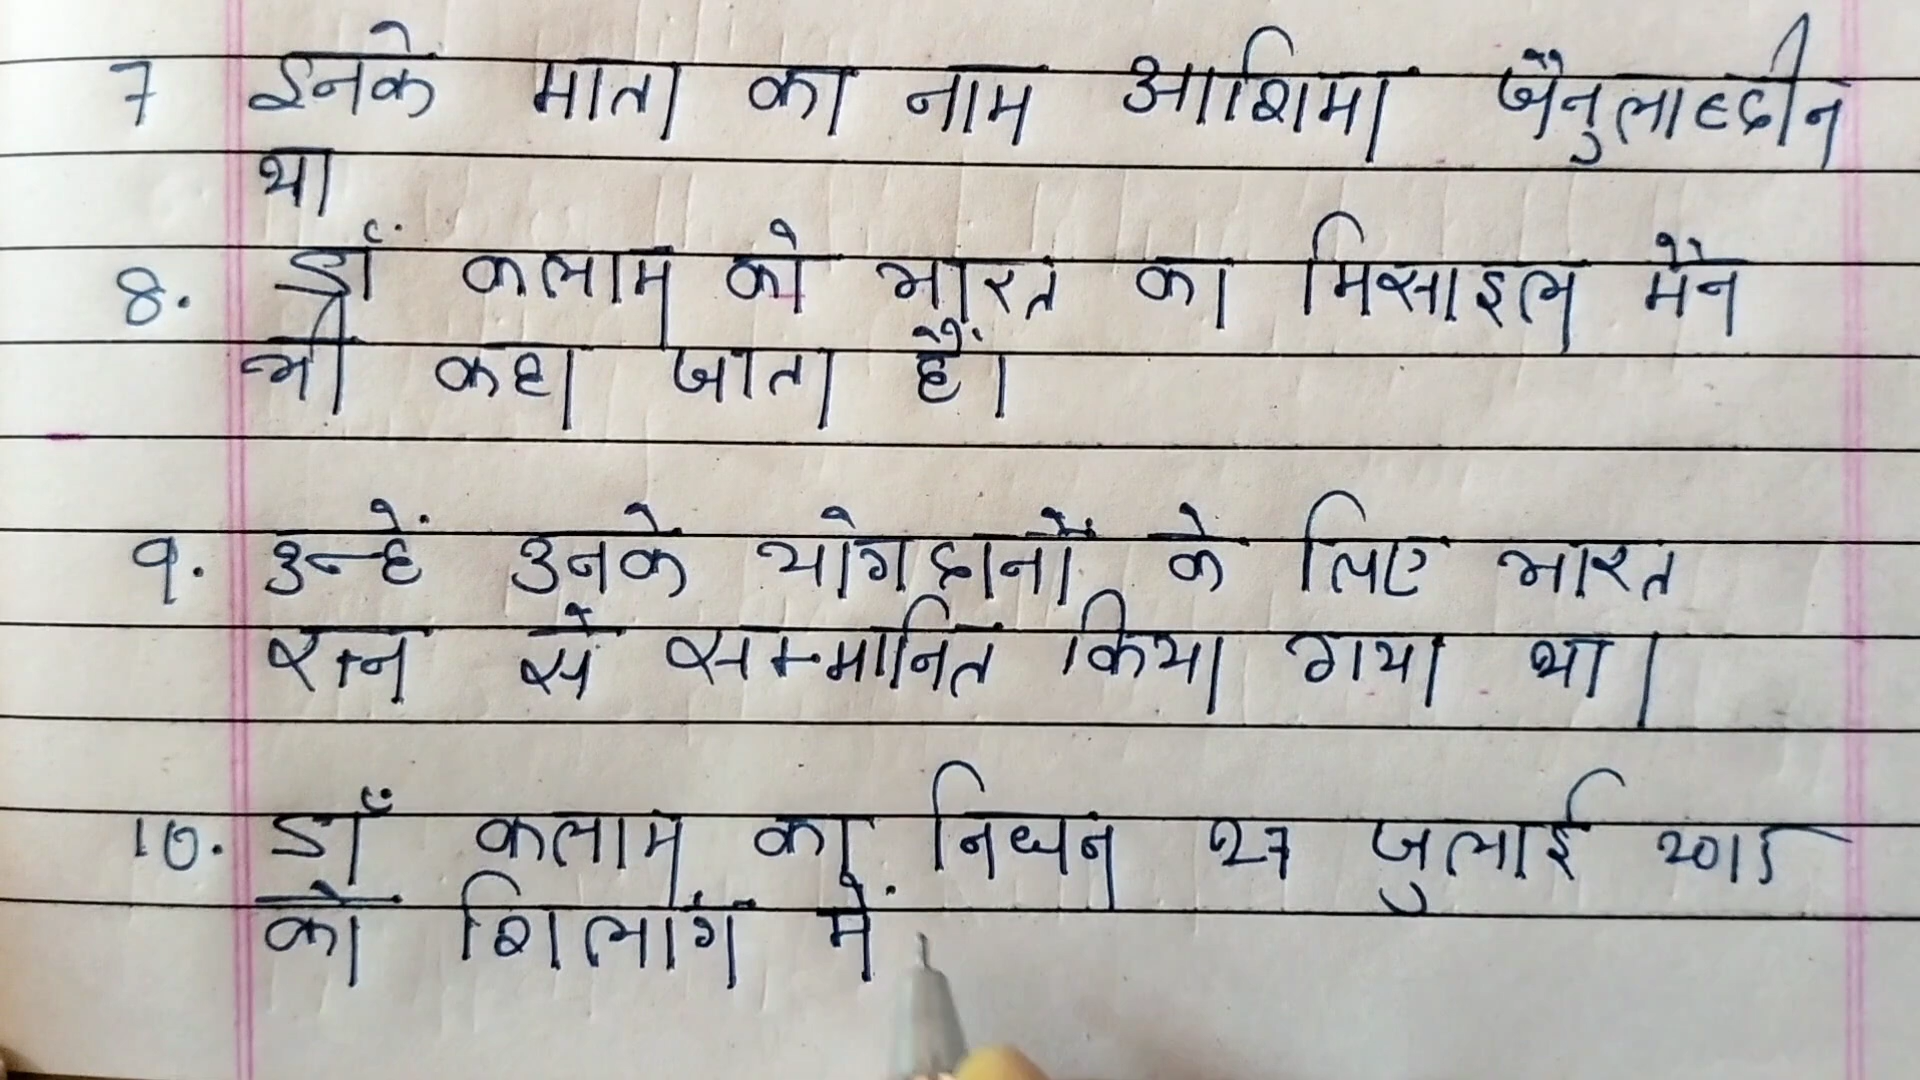 7 इनके माता का नाम आशिमा जैनुलाह्दीन
था
8. डॉ कलाम को भारत का मिसाइल मैन
भी कहा जाता हैं।
9. उन्हें उनके योगदानों के लिए भारत
रत्न से सम्मानित किया गया था।
10. डॉ कलाम का निधन 27 जुलाई 2015
को शिलांग में